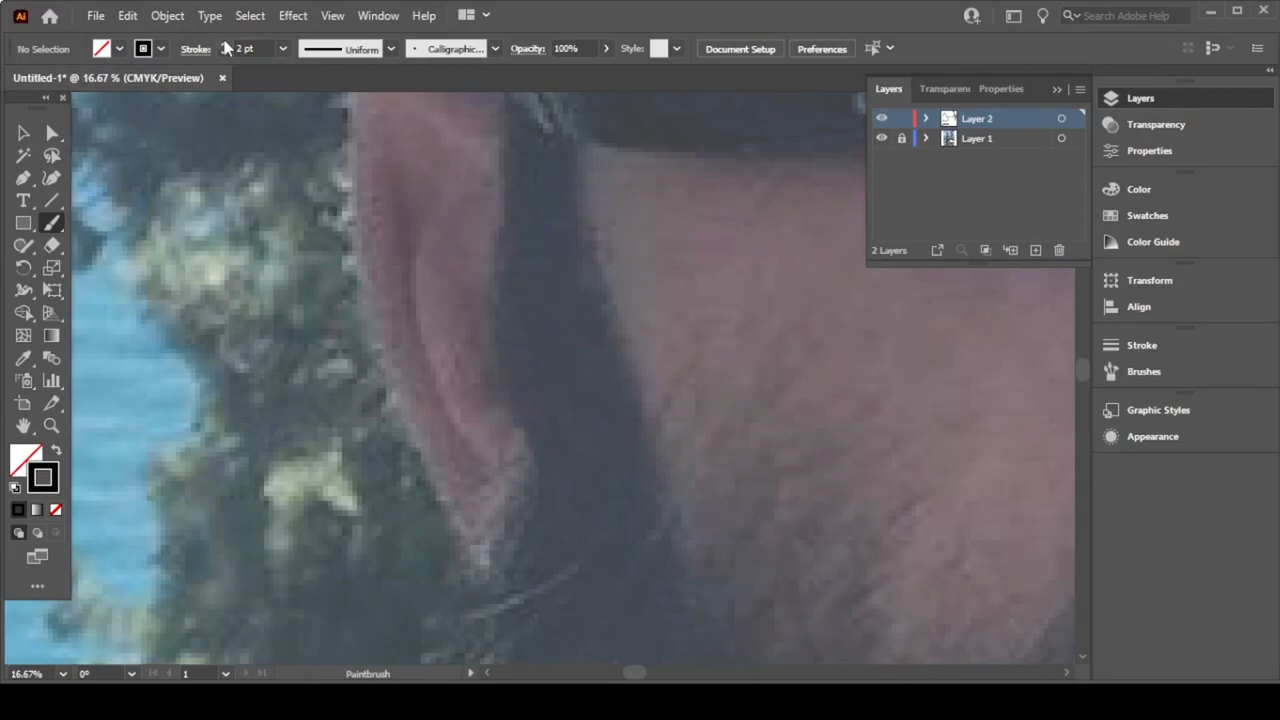 Ai File Edit Object Type Select Effect View Window Help Search Adobe Help
No Selection Stroke: 2 pt Uniform Calligraphic... Opacity: 100% Style: Document Setup Preferences
Untitled-1* @ 16.67 % (CMYK/Preview)
Layers Transparenc Properties
Layer 2
Layer 1
2 Layers
Layers
Transparency
Properties
Color
Swatches
Color Guide
Transform
Align
Stroke
Brushes
Graphic Styles
Appearance
16.67% 0° 1 Paintbrush